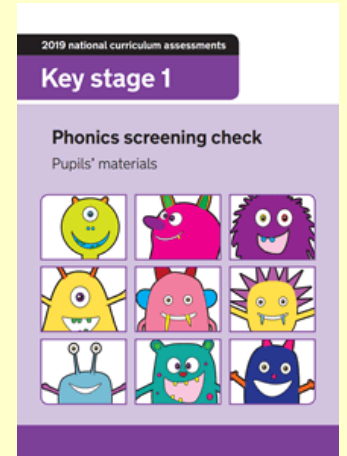 2019 national curriculum assessments
Key stage 1
Phonics screening check
Pupils' materials